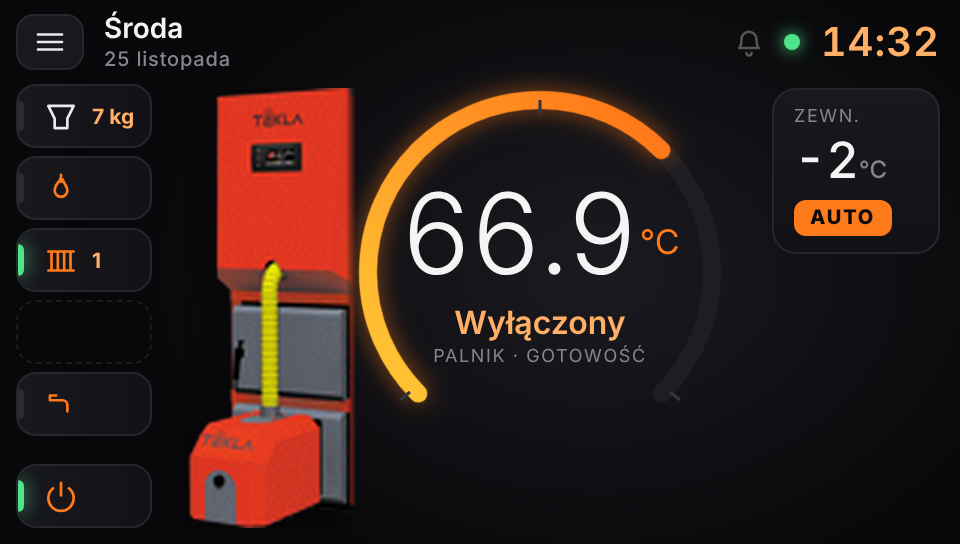 Środa
25 listopada
14:32
7 kg
1
TEKLA
TEKLA
66.9 °C
Wyłączony
PALNIK · GOTOWOŚĆ
ZEWN.
-2°C
AUTO